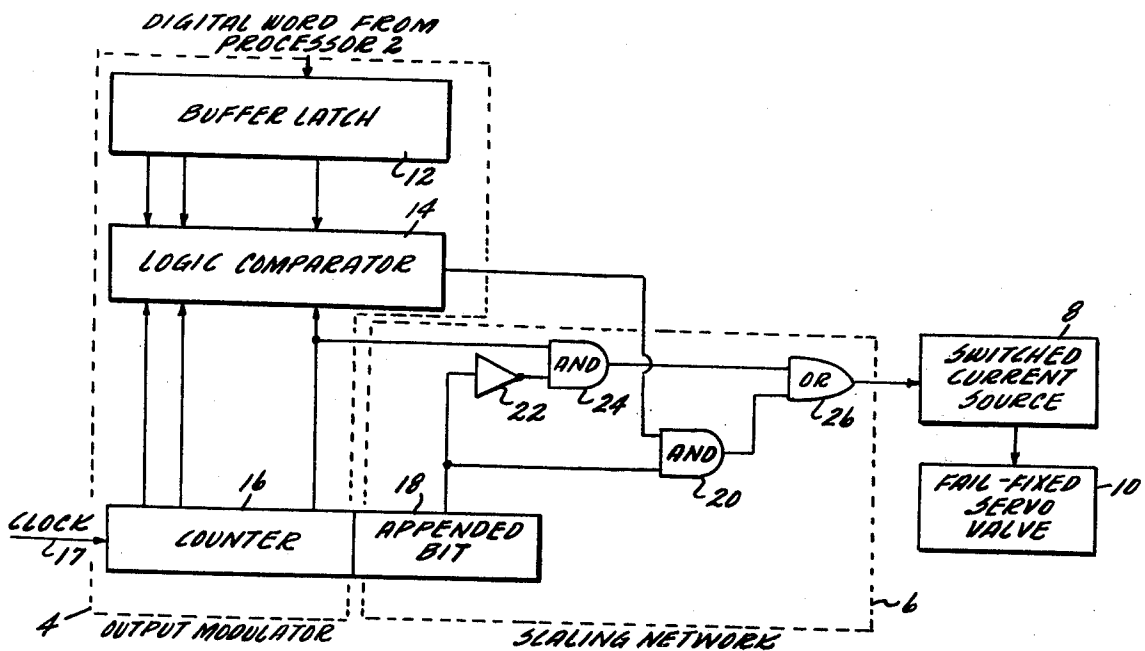 DIGITAL WORD FROM
PROCESSOR 2
BUFFER LATCH
12
14
LOGIC COMPARATOR
8
SWITCHED
CURRENT
SOURCE
AND
22
24
OR
26
AND
20
FAIL-FIXED
SERVO
VALVE
10
16
18
CLOCK
17
COUNTER
APPENDED
BIT
4
OUTPUT MODULATOR
SCALING NETWORK
6